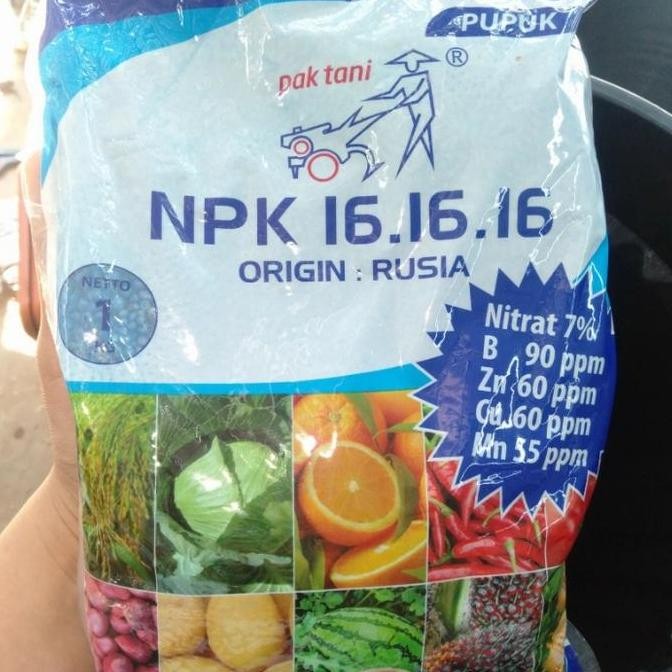 PUPUK
pak tani ®
NPK 16.16.16
ORIGIN : RUSIA
NETTO
1
Nitrat 7%
B 90 ppm
Zn 60 ppm
Cu 60 ppm
Mn 55 ppm